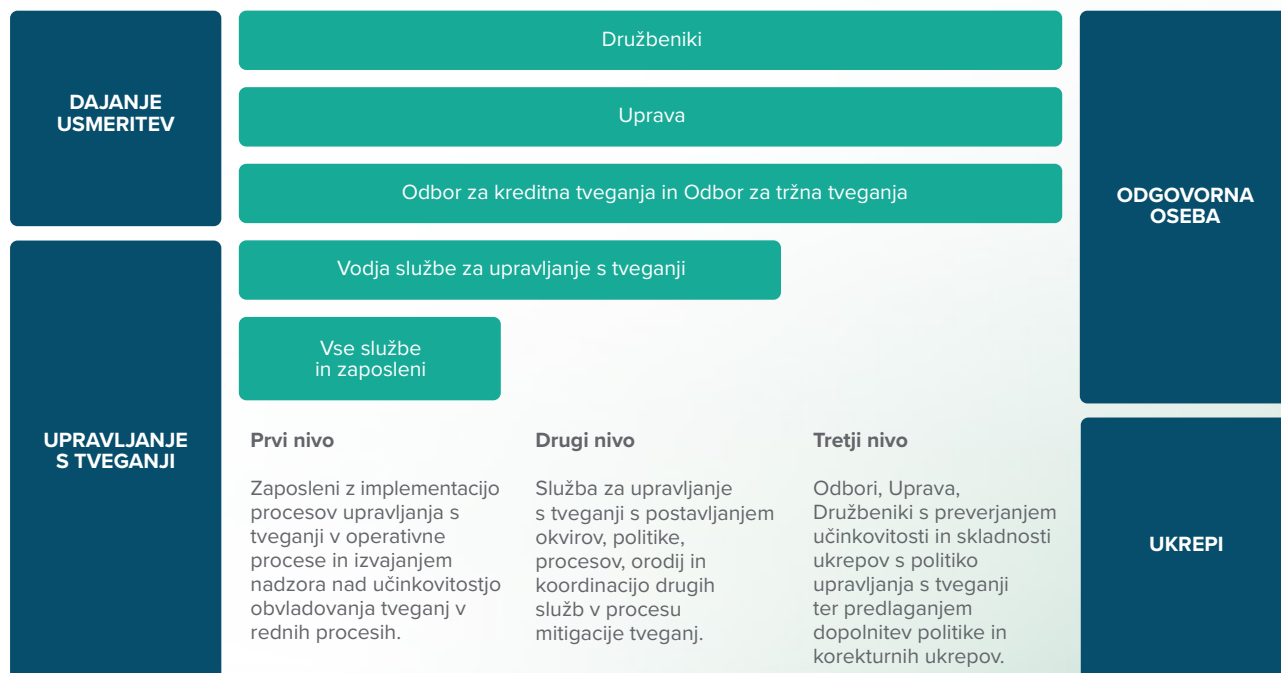 DAJANJE
USMERITEV
Družbeniki
Uprava
Odbor za kreditna tveganja in Odbor za tržna tveganja
ODGOVORNA
OSEBA
Vodja službe za upravljanje s tveganji
Vse službe
in zaposleni
UPRAVLJANJE
S TVEGANJI
Prvi nivo
Zaposleni z implementacijo
procesov upravljanja s
tveganji v operativne
procese in izvajanjem
nadzora nad učinkovitostjo
obvladovanja tveganj v
rednih procesih.
Drugi nivo
Služba za upravljanje
s tveganji s postavljanjem
okvirov, politike,
procesov, orodij in
koordinacijo drugih
služb v procesu
mitigacije tveganj.
Tretji nivo
Odbori, Uprava,
Družbeniki s preverjanjem
učinkovitosti in skladnosti
ukrepov s politiko
upravljanja s tveganji
ter predlaganjem
dopolnitev politike in
korekturnih ukrepov.
UKREPI